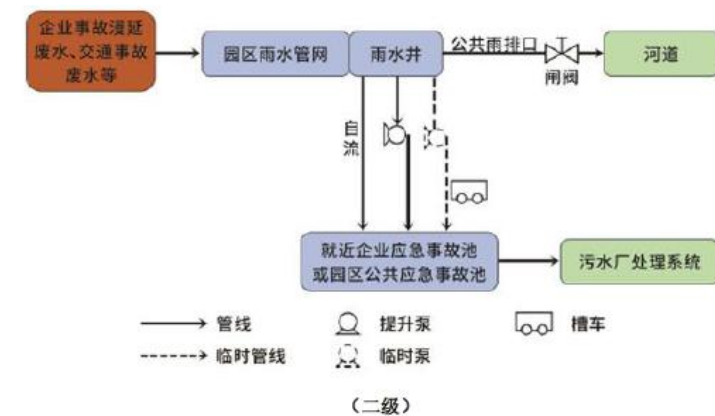 企业事故漫延
废水、交通事故
废水等
园区雨水管网
雨水井
公共雨排口
闸阀
河道
自流
就近企业应急事故池
或园区公共应急事故池
污水厂处理系统
管线
提升泵
槽车
临时管线
临时泵
（二级）